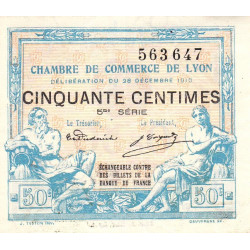 563647
CHAMBRE DE COMMERCE DE LYON
DÉLIBÉRATION DU 28 DÉCEMBRE 1915
CINQUANTE CENTIMES
5me SÉRIE
Le Trésorier, Le Président,
ÉCHANGEABLE CONTRE
DES BILLETS DE LA
BANQUE DE FRANCE
50c 50c